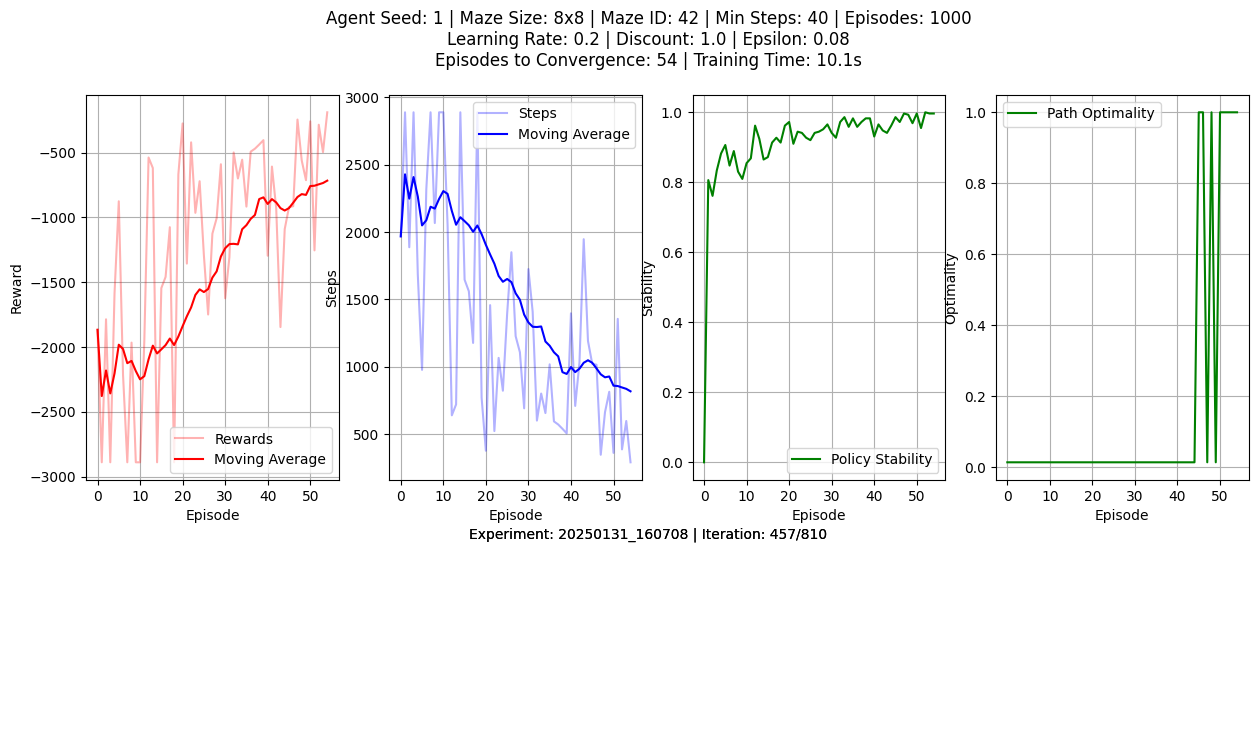 Agent Seed: 1 | Maze Size: 8x8 | Maze ID: 42 | Min Steps: 40 | Episodes: 1000
Learning Rate: 0.2 | Discount: 1.0 | Epsilon: 0.08
Episodes to Convergence: 54 | Training Time: 10.1s
Reward
−500
−1000
−1500
−2000
−2500
−3000
Rewards
Moving Average
0 10 20 30 40 50
Episode
Steps
3000
2500
2000
1500
1000
500
Steps
Moving Average
0 10 20 30 40 50
Episode
Stability
1.0
0.8
0.6
0.4
0.2
0.0
Policy Stability
0 10 20 30 40 50
Episode
Optimality
1.0
0.8
0.6
0.4
0.2
0.0
Path Optimality
0 10 20 30 40 50
Episode
Experiment: 20250131_160708 | Iteration: 457/810